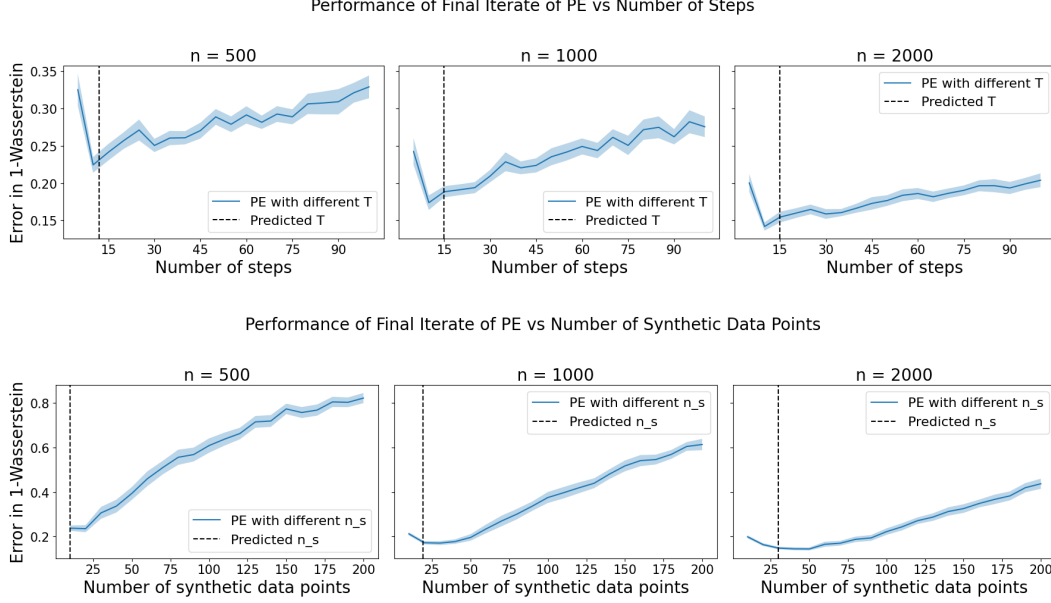 Performance of Final Iterate of PE vs Number of Steps
n = 500
n = 1000
n = 2000
Error in 1-Wasserstein
0.35
0.30
0.25
0.20
0.15
PE with different T
Predicted T
PE with different T
Predicted T
PE with different T
Predicted T
15 30 45 60 75 90
15 30 45 60 75 90
15 30 45 60 75 90
Number of steps
Number of steps
Number of steps
Performance of Final Iterate of PE vs Number of Synthetic Data Points
n = 500
n = 1000
n = 2000
Error in 1-Wasserstein
0.8
0.6
0.4
0.2
PE with different n_s
Predicted n_s
PE with different n_s
Predicted n_s
PE with different n_s
Predicted n_s
25 50 75 100 125 150 175 200
25 50 75 100 125 150 175 200
25 50 75 100 125 150 175 200
Number of synthetic data points
Number of synthetic data points
Number of synthetic data points